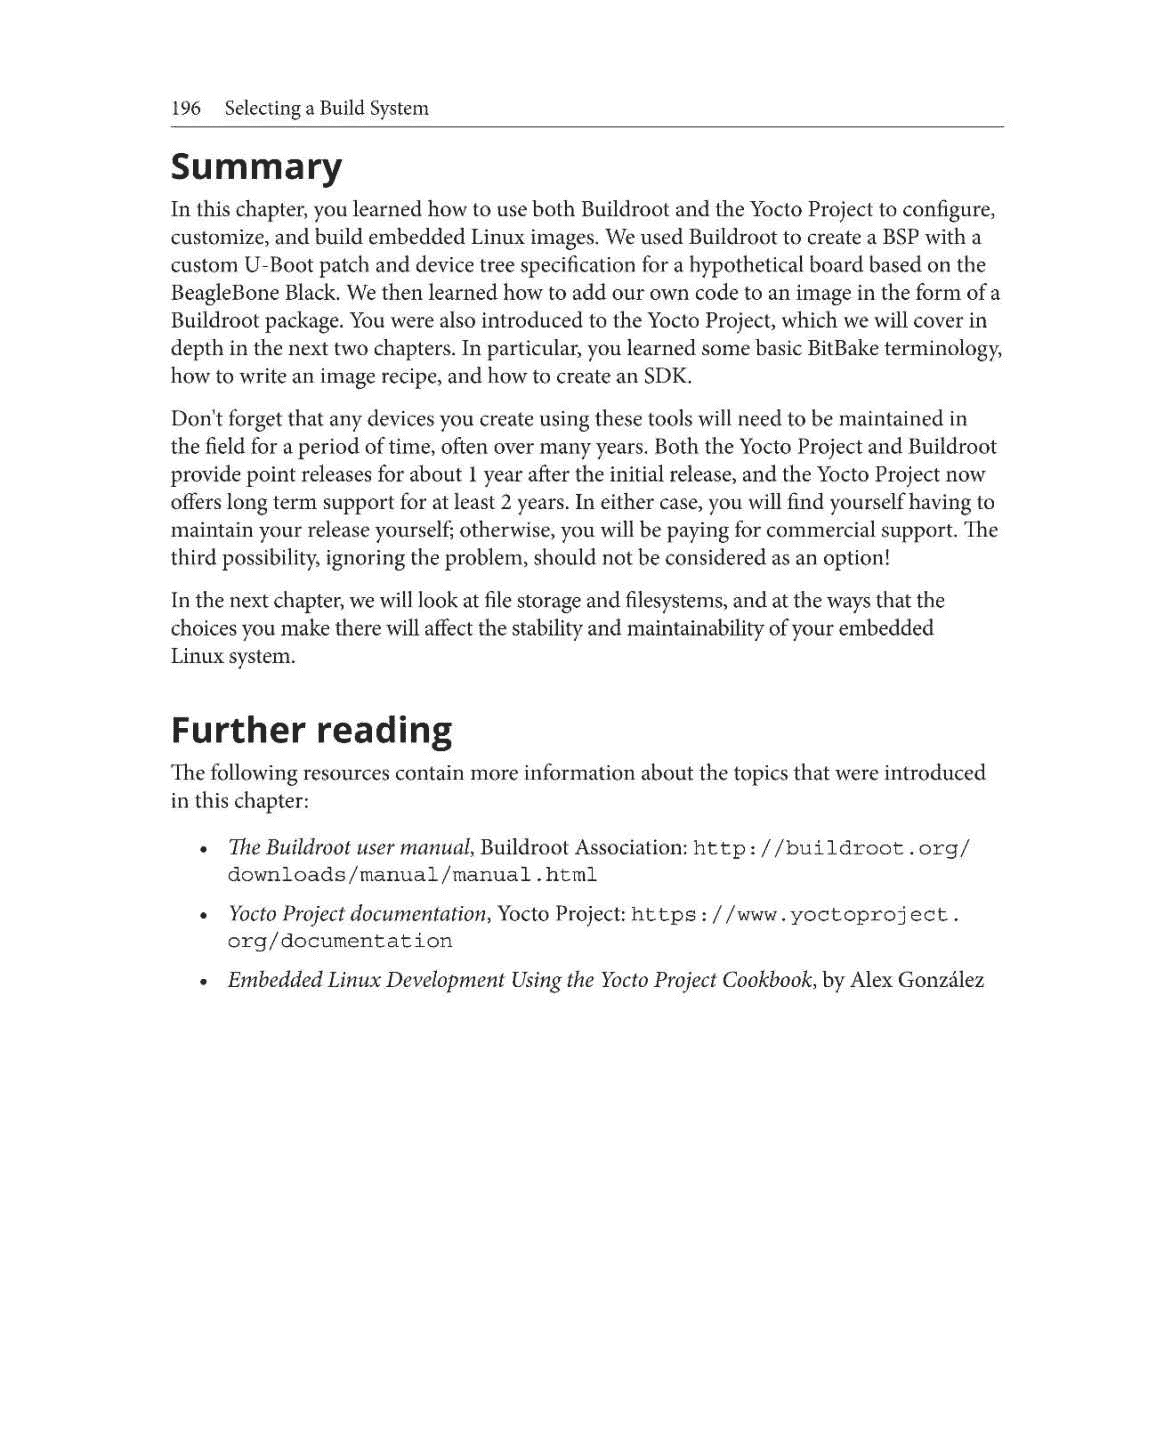 196 Selecting a Build System
Summary
In this chapter, you learned how to use both Buildroot and the Yocto Project to configure,
customize, and build embedded Linux images. We used Buildroot to create a BSP with a
custom U-Boot patch and device tree specification for a hypothetical board based on the
BeagleBone Black. We then learned how to add our own code to an image in the form of a
Buildroot package. You were also introduced to the Yocto Project, which we will cover in
depth in the next two chapters. In particular, you learned some basic BitBake terminology,
how to write an image recipe, and how to create an SDK.
Don't forget that any devices you create using these tools will need to be maintained in
the field for a period of time, often over many years. Both the Yocto Project and Buildroot
provide point releases for about 1 year after the initial release, and the Yocto Project now
offers long term support for at least 2 years. In either case, you will find yourself having to
maintain your release yourself; otherwise, you will be paying for commercial support. The
third possibility, ignoring the problem, should not be considered as an option!
In the next chapter, we will look at file storage and filesystems, and at the ways that the
choices you make there will affect the stability and maintainability of your embedded
Linux system.
Further reading
The following resources contain more information about the topics that were introduced
in this chapter:
• The Buildroot user manual, Buildroot Association: http://buildroot.org/
downloads/manual/manual.html
• Yocto Project documentation, Yocto Project: https://www.yoctoproject.
org/documentation
• Embedded Linux Development Using the Yocto Project Cookbook, by Alex González